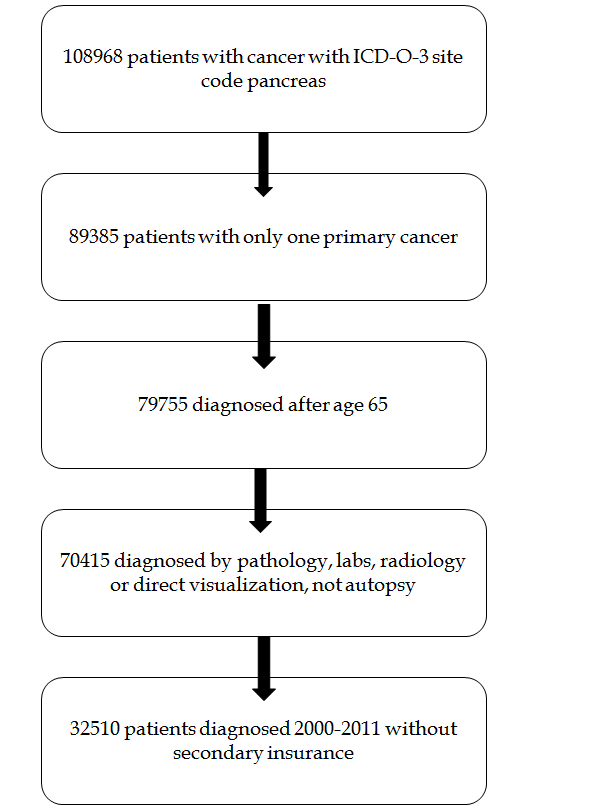 108968 patients with cancer with ICD-O-3 site
code pancreas
89385 patients with only one primary cancer
79755 diagnosed after age 65
70415 diagnosed by pathology, labs, radiology
or direct visualization, not autopsy
32510 patients diagnosed 2000-2011 without
secondary insurance